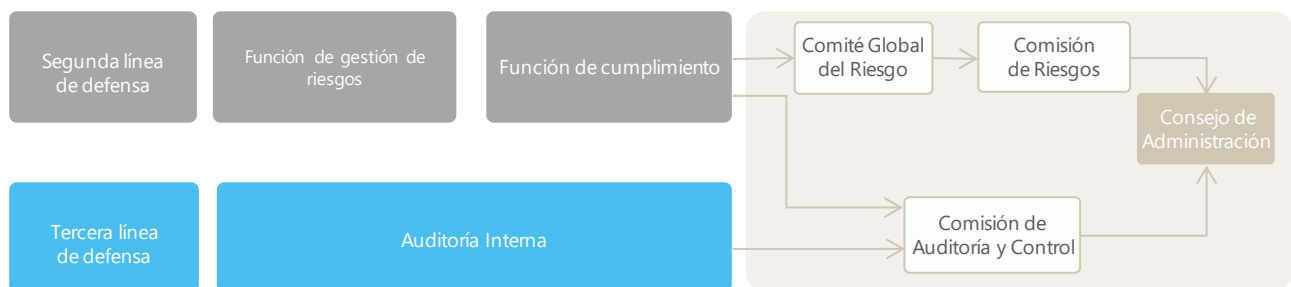 Segunda línea
de defensa
Función de gestión de
riesgos
Función de cumplimiento
Comité Global
del Riesgo
Comisión
de Riesgos
Consejo de
Administración
Tercera línea
de defensa
Auditoría Interna
Comisión de
Auditoría y Control